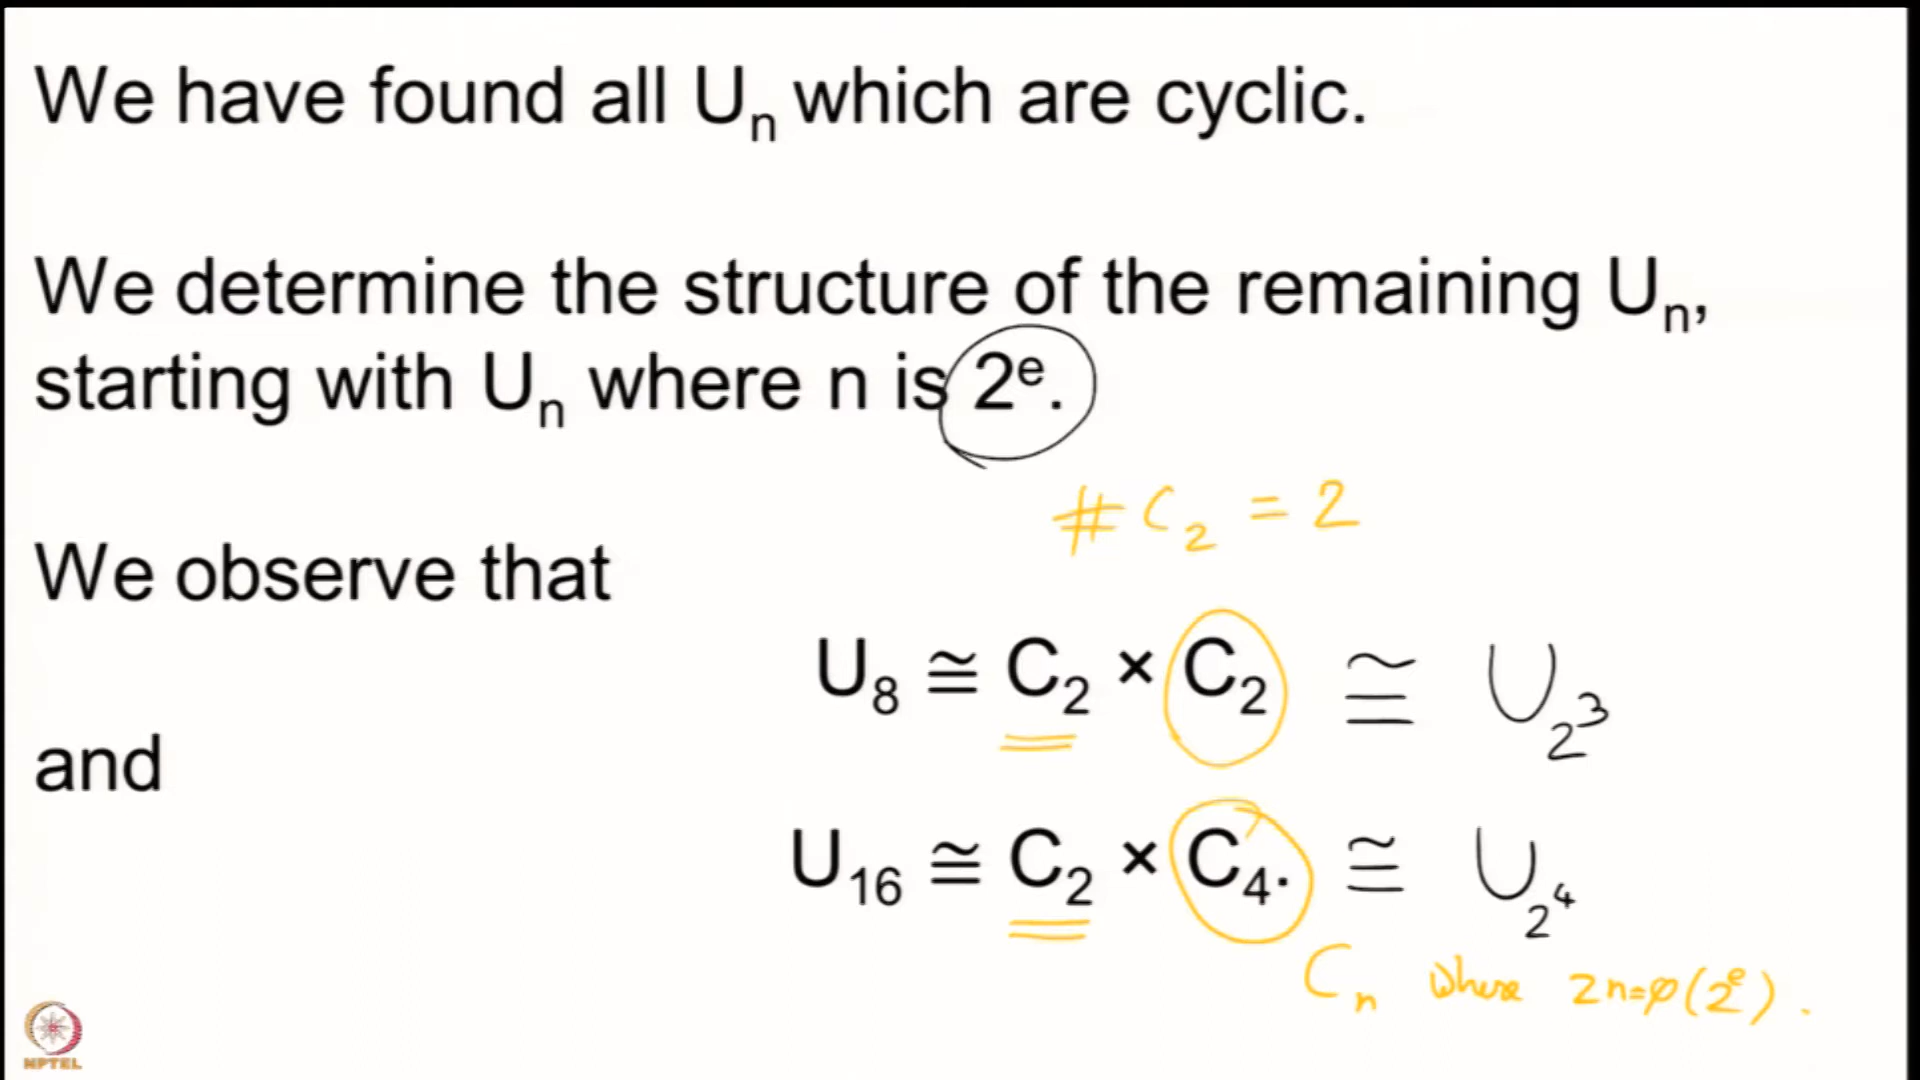 We have found all Uₙ which are cyclic.
We determine the structure of the remaining Uₙ,
starting with Uₙ where n is 2ᵉ.
# C₂ = 2
We observe that
U₈ ≅ C₂ × C₂ ≅ U₂³
and
U₁₆ ≅ C₂ × C₄. ≅ U₂⁴
Cₙ where 2n=φ(2ᵉ).
NPTEL